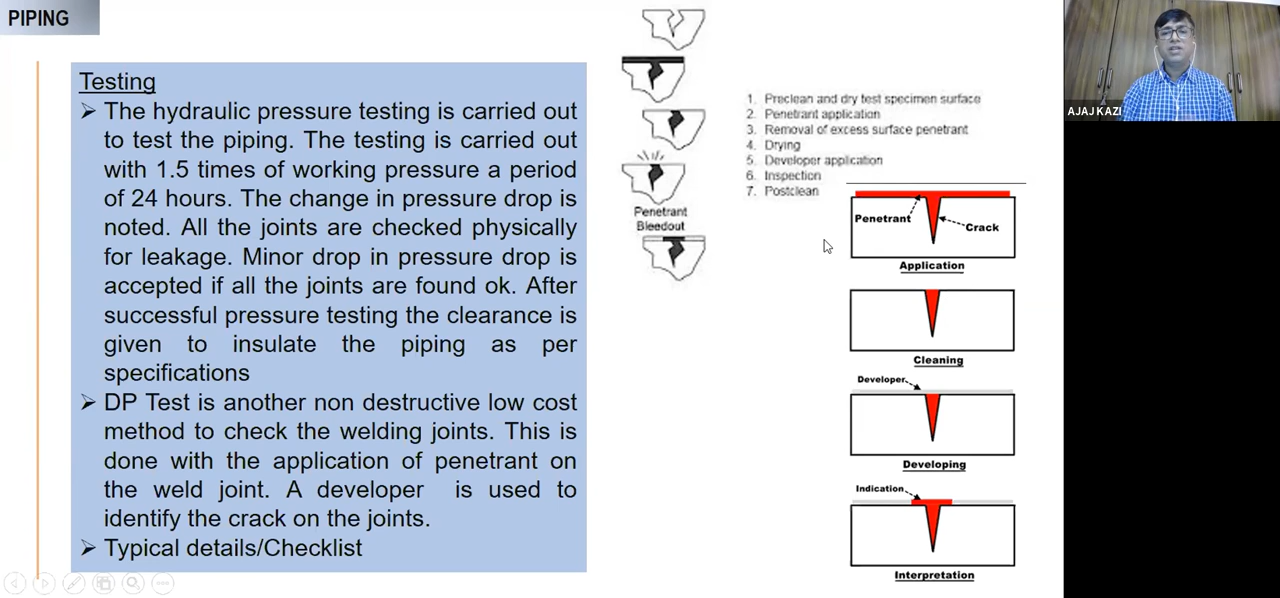 PIPING
Testing
➢ The hydraulic pressure testing is carried out
to test the piping. The testing is carried out
with 1.5 times of working pressure a period
of 24 hours. The change in pressure drop is
noted. All the joints are checked physically
for leakage. Minor drop in pressure drop is
accepted if all the joints are found ok. After
successful pressure testing the clearance is
given to insulate the piping as per
specifications
➢ DP Test is another non destructive low cost
method to check the welding joints. This is
done with the application of penetrant on
the weld joint. A developer is used to
identify the crack on the joints.
➢ Typical details/Checklist
Penetrant
Bleedout
1. Preclean and dry test specimen surface
2. Penetrant application
3. Removal of excess surface penetrant
4. Drying
5. Developer application
6. Inspection
7. Postclean
Penetrant
Crack
Application
Cleaning
Developer
Developing
Indication
Interpretation
AJAJ KAZI